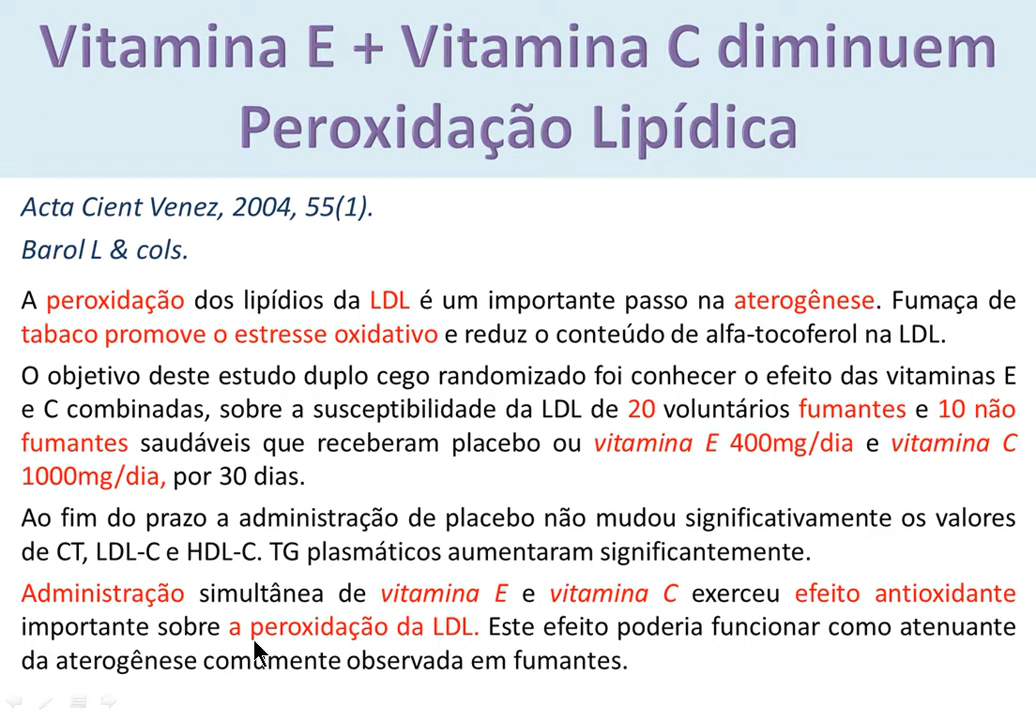 Vitamina E + Vitamina C diminuem
Peroxidação Lipídica
Acta Cient Venez, 2004, 55(1).
Barol L & cols.
A peroxidação dos lipídios da LDL é um importante passo na aterogênese. Fumaça de
tabaco promove o estresse oxidativo e reduz o conteúdo de alfa-tocoferol na LDL.
O objetivo deste estudo duplo cego randomizado foi conhecer o efeito das vitaminas E
e C combinadas, sobre a susceptibilidade da LDL de 20 voluntários fumantes e 10 não
fumantes saudáveis que receberam placebo ou vitamina E 400mg/dia e vitamina C
1000mg/dia, por 30 dias.
Ao fim do prazo a administração de placebo não mudou significativamente os valores
de CT, LDL-C e HDL-C. TG plasmáticos aumentaram significantemente.
Administração simultânea de vitamina E e vitamina C exerceu efeito antioxidante
importante sobre a peroxidação da LDL. Este efeito poderia funcionar como atenuante
da aterogênese comumente observada em fumantes.